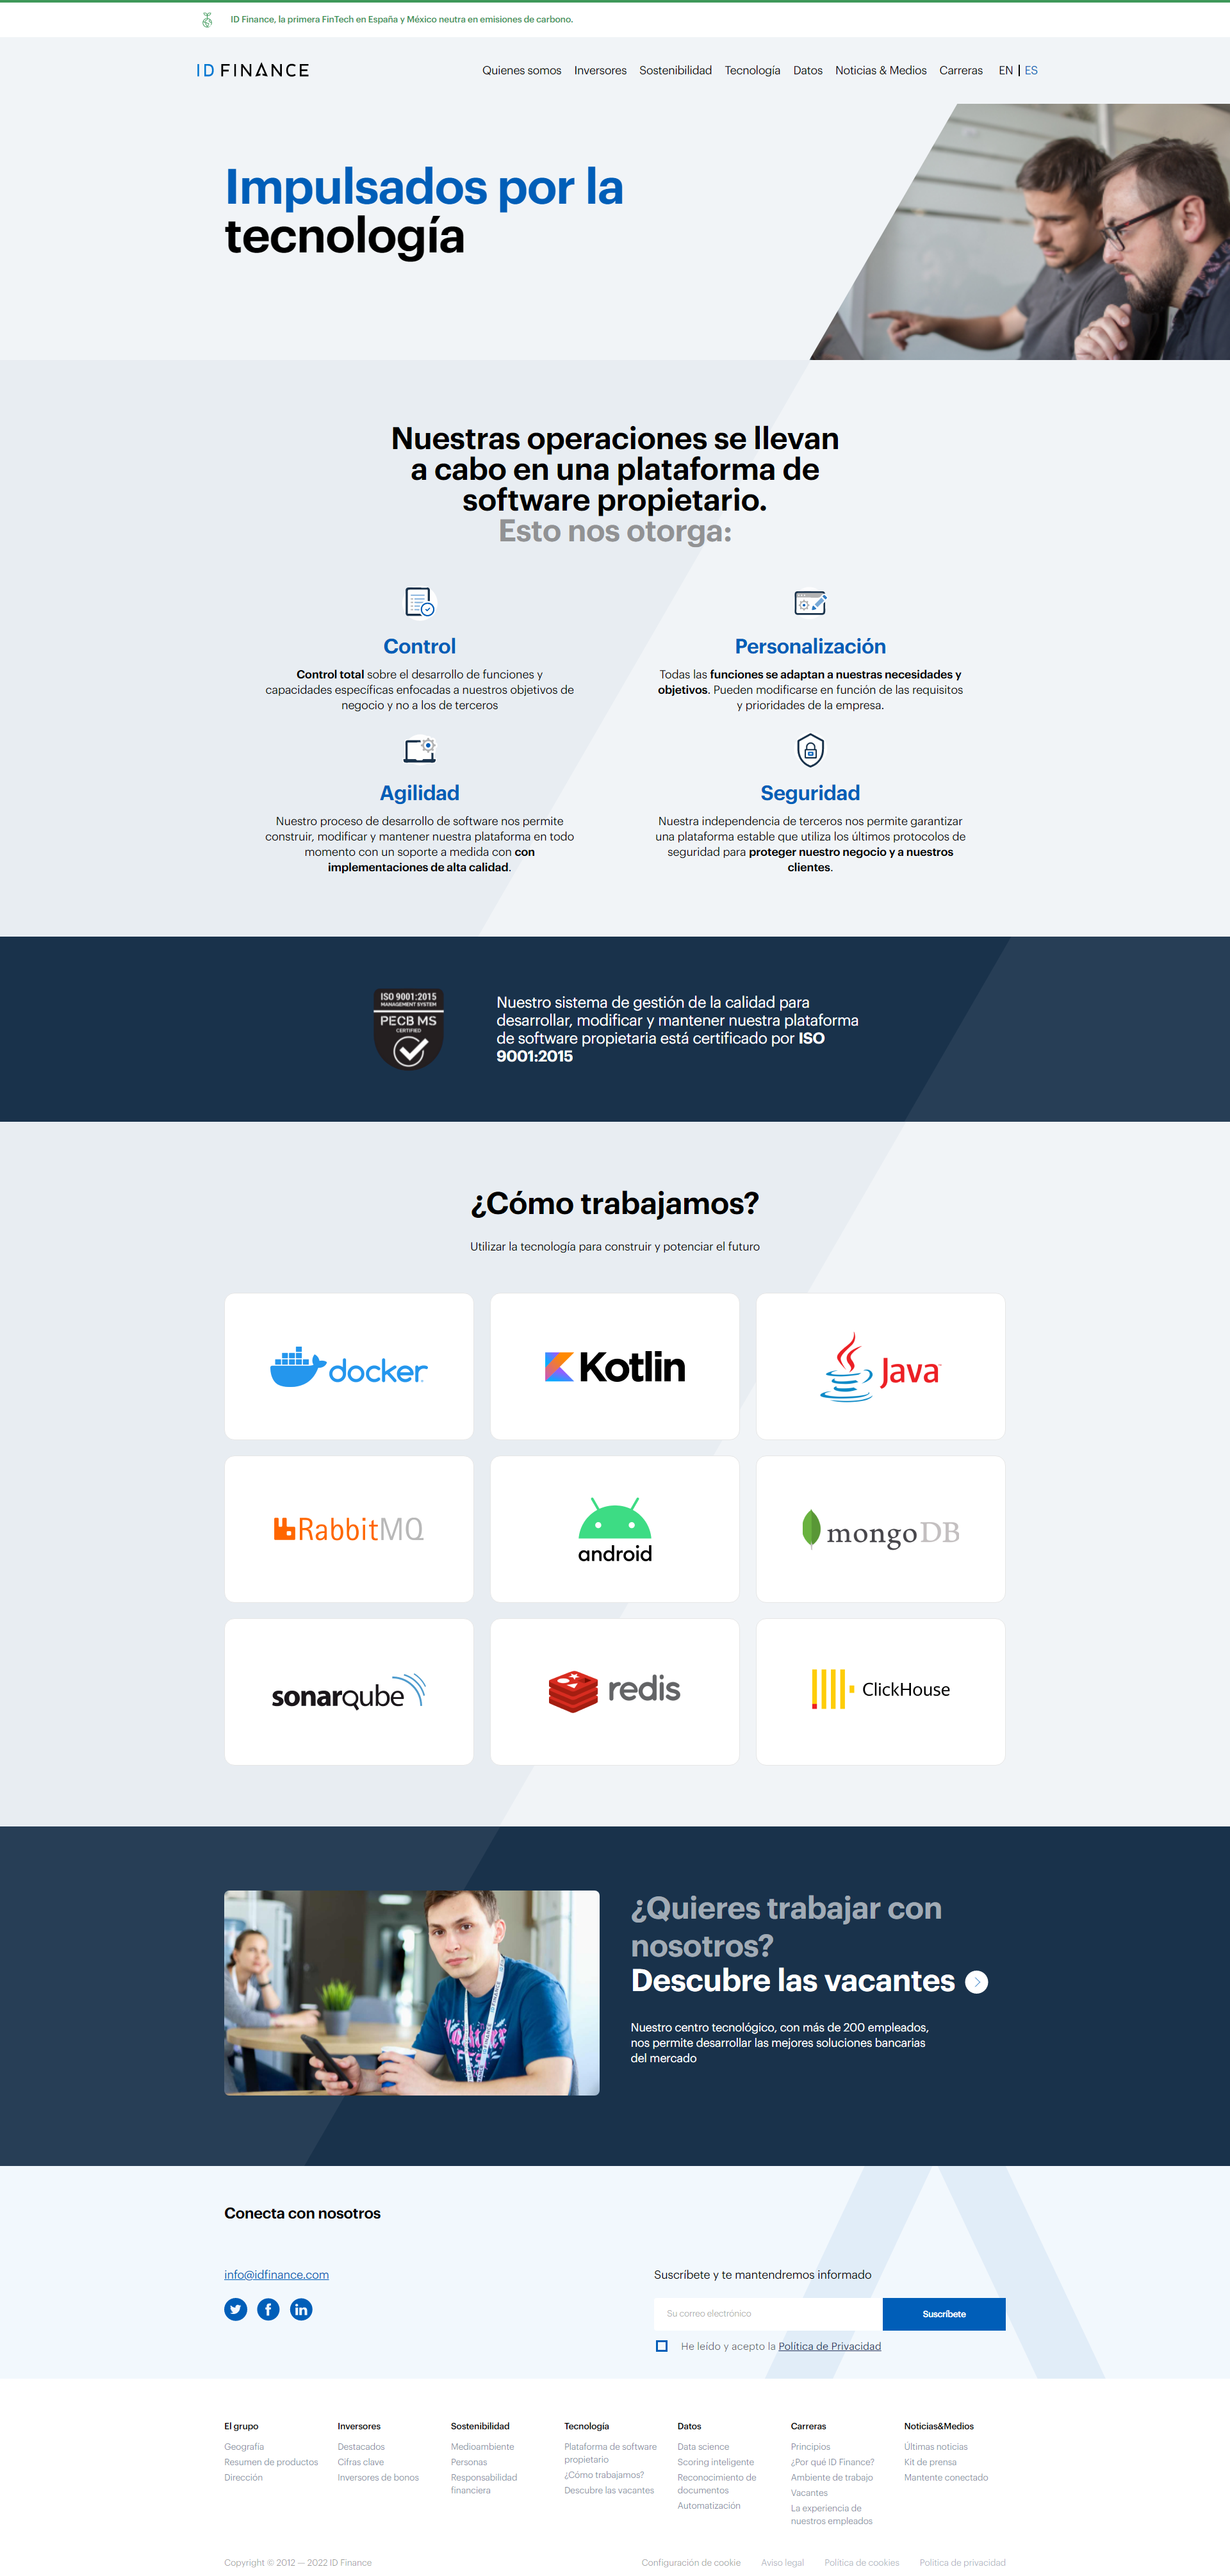 ID Finance, la primera FinTech en España y México neutra en emisiones de carbono.
ID FINANCE
Quienes somos Inversores Sostenibilidad Tecnología Datos Noticias & Medios Carreras EN | ES
Impulsados por la
tecnología
Nuestras operaciones se llevan
a cabo en una plataforma de
software propietario.
Esto nos otorga:
Control
Control total sobre el desarrollo de funciones y
capacidades específicas enfocadas a nuestros objetivos de
negocio y no a los de terceros
Personalización
Todas las funciones se adaptan a nuestras necesidades y
objetivos. Pueden modificarse en función de las requisitos
y prioridades de la empresa.
Agilidad
Nuestro proceso de desarrollo de software nos permite
construir, modificar y mantener nuestra plataforma en todo
momento con un soporte a medida con con
implementaciones de alta calidad.
Seguridad
Nuestra independencia de terceros nos permite garantizar
una plataforma estable que utiliza los últimos protocolos de
seguridad para proteger nuestro negocio y a nuestros
clientes.
ISO 9001:2015
MANAGEMENT SYSTEM
PECB MS
CERTIFIED
Nuestro sistema de gestión de la calidad para
desarrollar, modificar y mantener nuestra plataforma
de software propietaria está certificado por ISO
9001:2015
¿Cómo trabajamos?
Utilizar la tecnología para construir y potenciar el futuro
docker
Kotlin
Java
RabbitMQ
android
mongoDB
sonarqube
redis
ClickHouse
¿Quieres trabajar con
nosotros?
Descubre las vacantes
Nuestro centro tecnológico, con más de 200 empleados,
nos permite desarrollar las mejores soluciones bancarias
del mercado
Conecta con nosotros
info@idfinance.com
Suscríbete y te mantendremos informado
Su correo electrónico
Suscríbete
He leído y acepto la Política de Privacidad
El grupo
Geografía
Resumen de productos
Dirección
Inversores
Destacados
Cifras clave
Inversores de bonos
Sostenibilidad
Medioambiente
Personas
Responsabilidad
financiera
Tecnología
Plataforma de software
propietario
¿Cómo trabajamos?
Descubre las vacantes
Datos
Data science
Scoring inteligente
Reconocimiento de
documentos
Automatización
Carreras
Principios
¿Por qué ID Finance?
Ambiente de trabajo
Vacantes
La experiencia de
nuestros empleados
Noticias&Medios
Últimas noticias
Kit de prensa
Mantente conectado
Copyright © 2012 — 2022 ID Finance
Configuración de cookie Aviso legal Política de cookies Política de privacidad